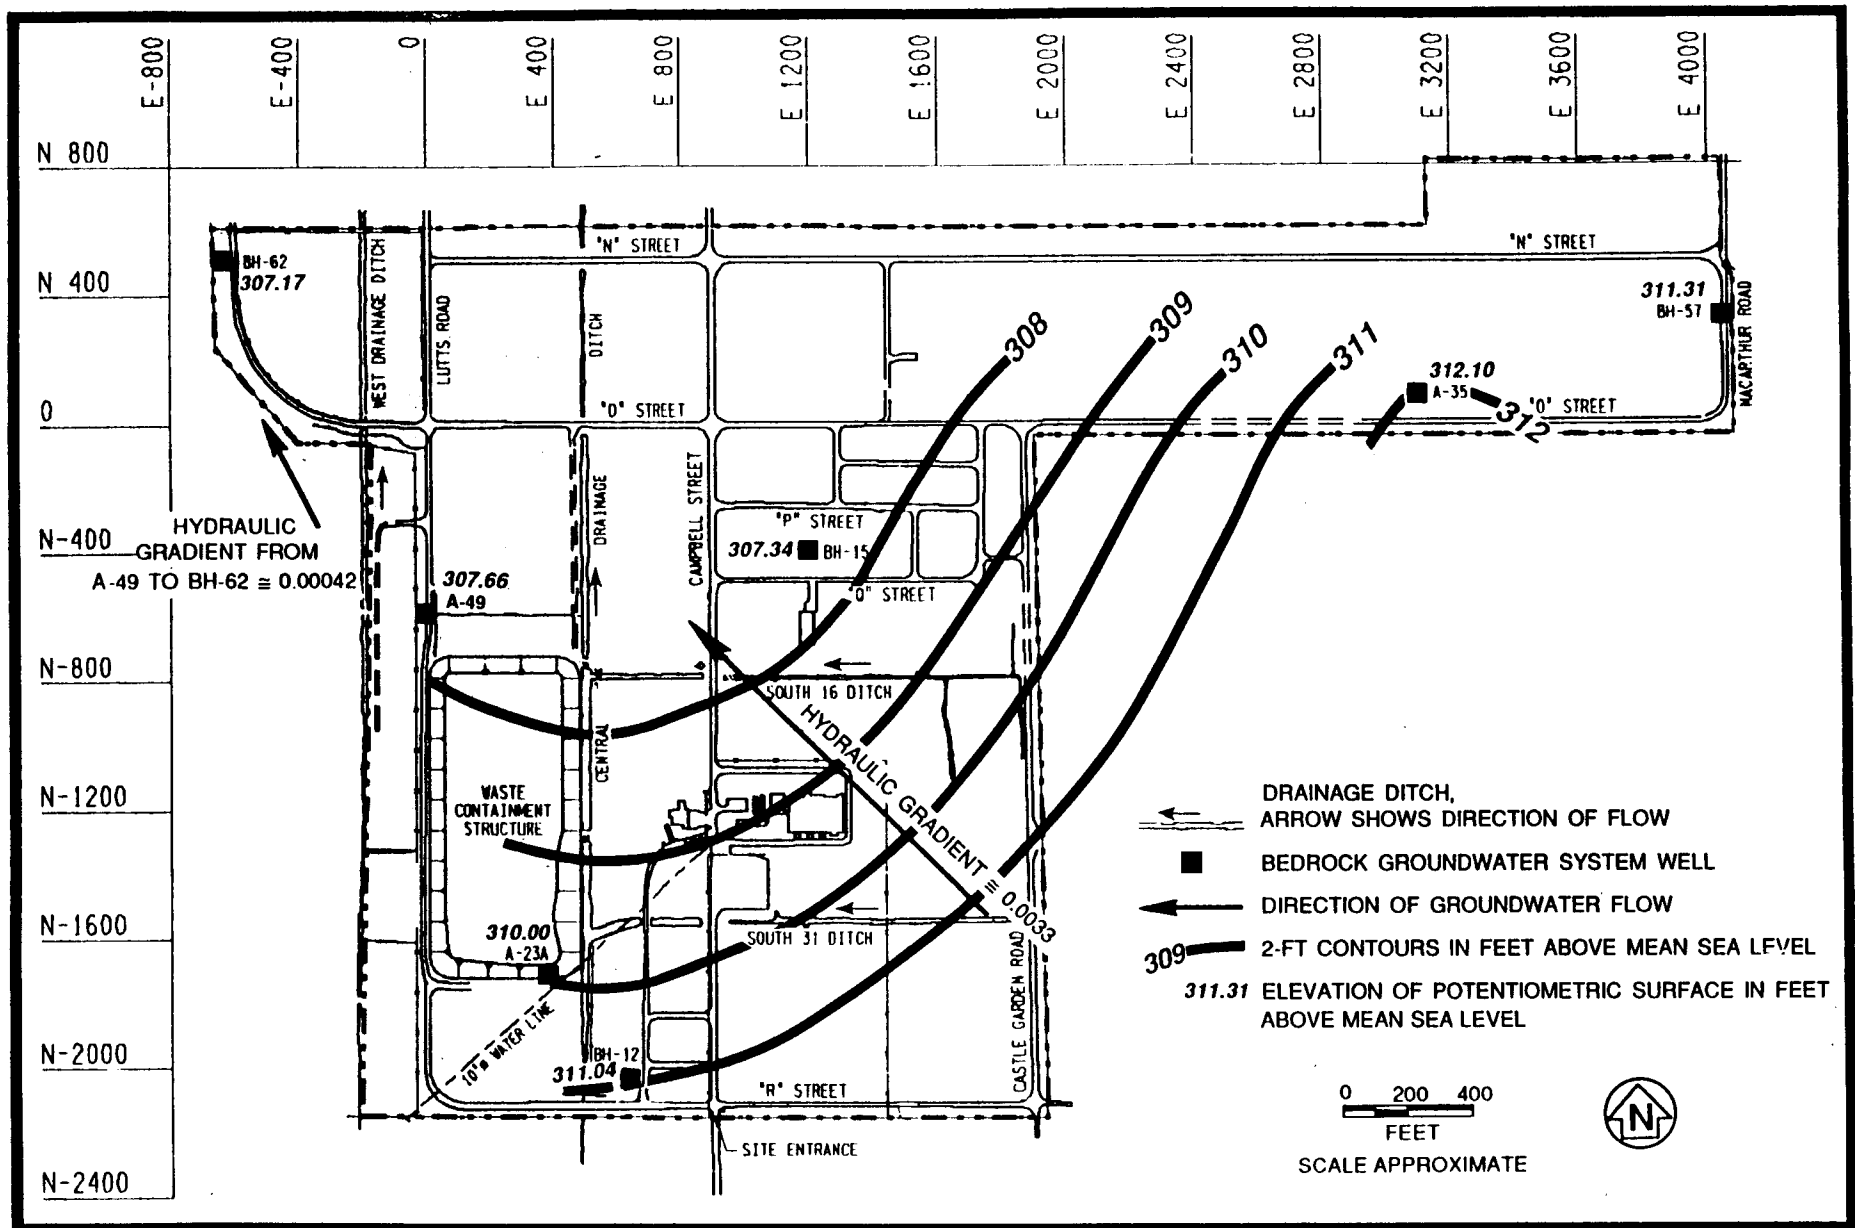 E-800
E-400
0
E 400
E 800
E 1200
E 1600
E 2000
E 2400
E 2800
E 3200
E 3600
E 4000
N 800
N 400
0
N-400
N-800
N-1200
N-1600
N-2000
N-2400
"N" STREET
"N" STREET
BH-62
307.17
WEST DRAINAGE DITCH
LUTTS ROAD
DITCH
308
309
310
311
311.31
BH-57
MACARTHUR ROAD
312.10
A-35
312
"O" STREET
"O" STREET
HYDRAULIC
GRADIENT FROM
A-49 TO BH-62 ≅ 0.00042
DRAINAGE
CAMPBELL STREET
"P" STREET
307.34
BH-15
"Q" STREET
307.66
A-49
SOUTH 16 DITCH
HYDRAULIC GRADIENT ≅ 0.0033
CENTRAL
WASTE
CONTAINMENT
STRUCTURE
310.00
A-23A
SOUTH 31 DITCH
CASTLE GARDEN ROAD
10" WATER LINE
BH-12
311.04
"R" STREET
SITE ENTRANCE
DRAINAGE DITCH,
ARROW SHOWS DIRECTION OF FLOW
BEDROCK GROUNDWATER SYSTEM WELL
DIRECTION OF GROUNDWATER FLOW
309
2-FT CONTOURS IN FEET ABOVE MEAN SEA LEVEL
311.31 ELEVATION OF POTENTIOMETRIC SURFACE IN FEET
ABOVE MEAN SEA LEVEL
0 200 400
FEET
SCALE APPROXIMATE
N